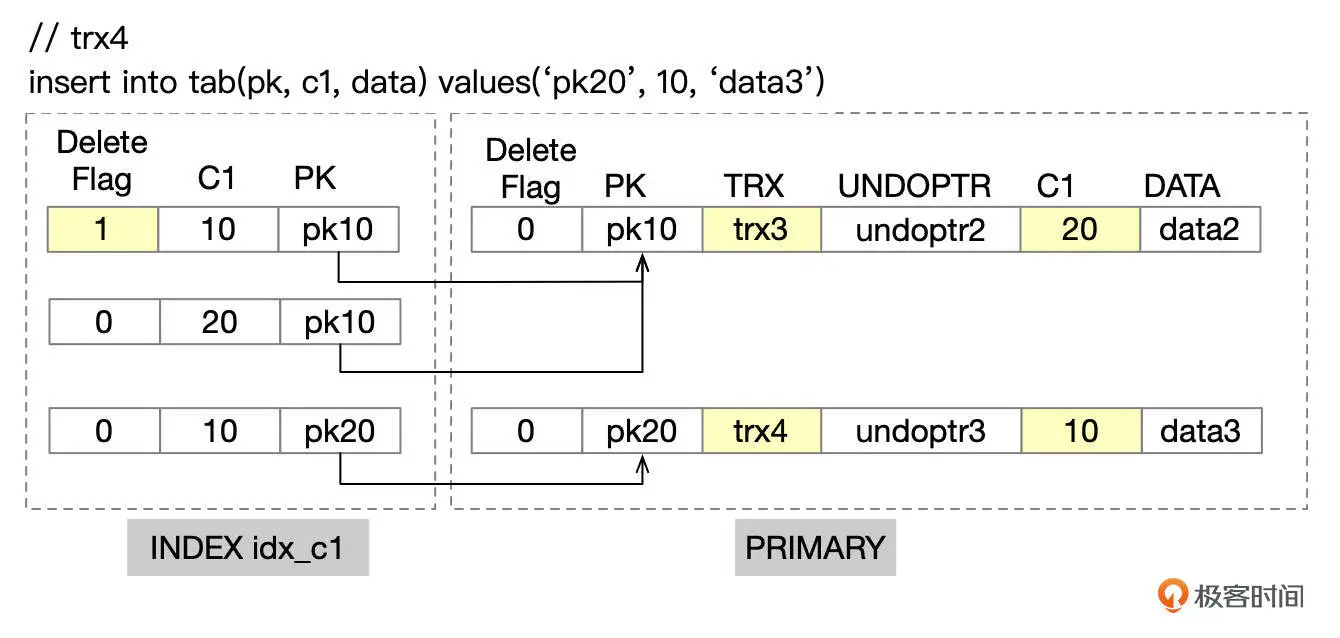 // trx4
insert into tab(pk, c1, data) values(‘pk20’, 10, ‘data3’)
Delete Flag C1 PK
1 10 pk10
0 20 pk10
0 10 pk20
INDEX idx_c1
Delete Flag PK TRX UNDOPTR C1 DATA
0 pk10 trx3 undoptr2 20 data2
0 pk20 trx4 undoptr3 10 data3
PRIMARY
极客时间